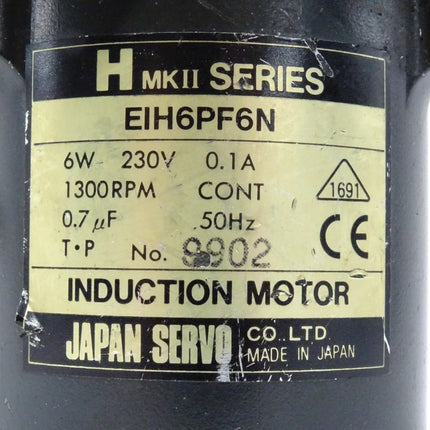 H MKII SERIES
EIH6PF6N
6W 230V 0.1A
1300RPM CONT
0.7μF 50Hz
1691
CE
T·P No. 9902
INDUCTION MOTOR
JAPAN SERVO CO.,LTD.
MADE IN JAPAN